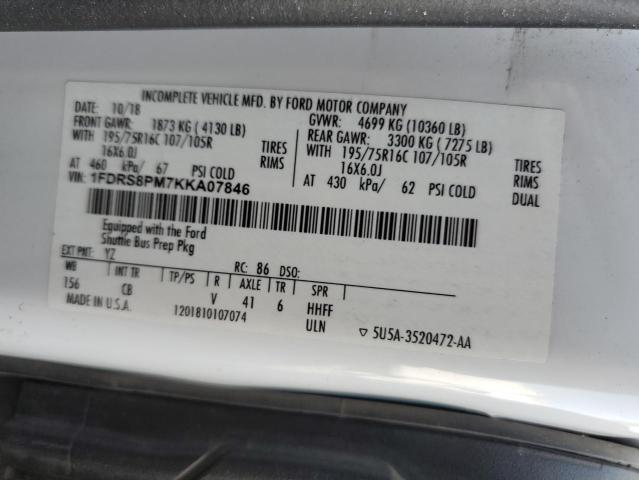 INCOMPLETE VEHICLE MFD. BY FORD MOTOR COMPANY
DATE: 10/18 GVWR: 4699 KG (10360 LB)
FRONT GAWR: 1873 KG (4130 LB) REAR GAWR: 3300 KG (7275 LB)
WITH 195/75R16C 107/105R TIRES WITH 195/75R16C 107/105R TIRES
16X6.0J RIMS 16X6.0J RIMS
AT 460 kPa/ 67 PSI COLD AT 430 kPa/ 62 PSI COLD DUAL
VIN: 1FDRS8PM7KKA07846
Equipped with the Ford
Shuttle Bus Prep Pkg
EXT PNT: YZ RC: 86 DSO:
WB INT TR TP/PS R AXLE TR SPR
156 CB V 41 6 HHFF
MADE IN U.S.A. 1201810107074 ULN ▽ 5U5A-3520472-AA